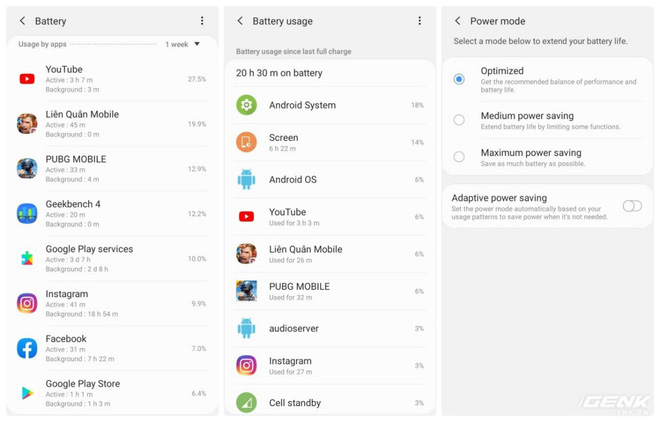 Battery
Usage by apps
1 week
YouTube
Active : 3 h 7 m
Background : 3 m
27.5%
Liên Quân Mobile
Active : 45 m
Background : 0 m
19.9%
PUBG MOBILE
Active : 33 m
Background : 4 m
12.9%
Geekbench 4
Active : 20 m
Background : 0 m
12.2%
Google Play services
Active : 3 d 7 h
Background : 2 d 8 h
10.0%
Instagram
Active : 41 m
Background : 18 h 54 m
9.9%
Facebook
Active : 31 m
Background : 7 h 22 m
7.0%
Google Play Store
Active : 1 h 1 m
Background : 1 h 3 m
6.4%
Battery usage
Battery usage since last full charge
20 h 30 m on battery
Android System
18%
Screen
6 h 22 m
14%
Android OS
6%
YouTube
Used for 3 h 3 m
6%
Liên Quân Mobile
Used for 26 m
6%
PUBG MOBILE
Used for 32 m
6%
audioserver
3%
Instagram
Used for 27 m
3%
Cell standby
3%
Power mode
Select a mode below to extend your battery life.
Optimized
Get the recommended balance of performance and
battery life.
Medium power saving
Extend battery life by limiting some functions.
Maximum power saving
Save as much battery as possible.
Adaptive power saving
Set the power mode automatically based on your
usage patterns to save power when it's not needed.
GENK